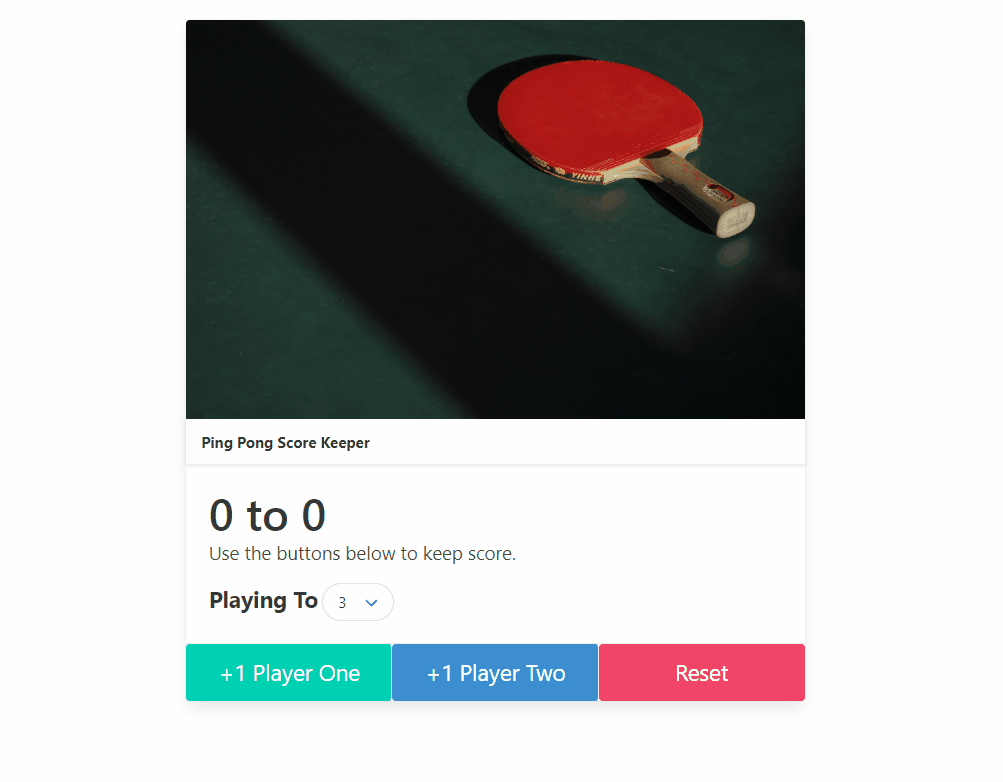 YINHE
Ping Pong Score Keeper
0 to 0
Use the buttons below to keep score.
Playing To 3
+1 Player One
+1 Player Two
Reset